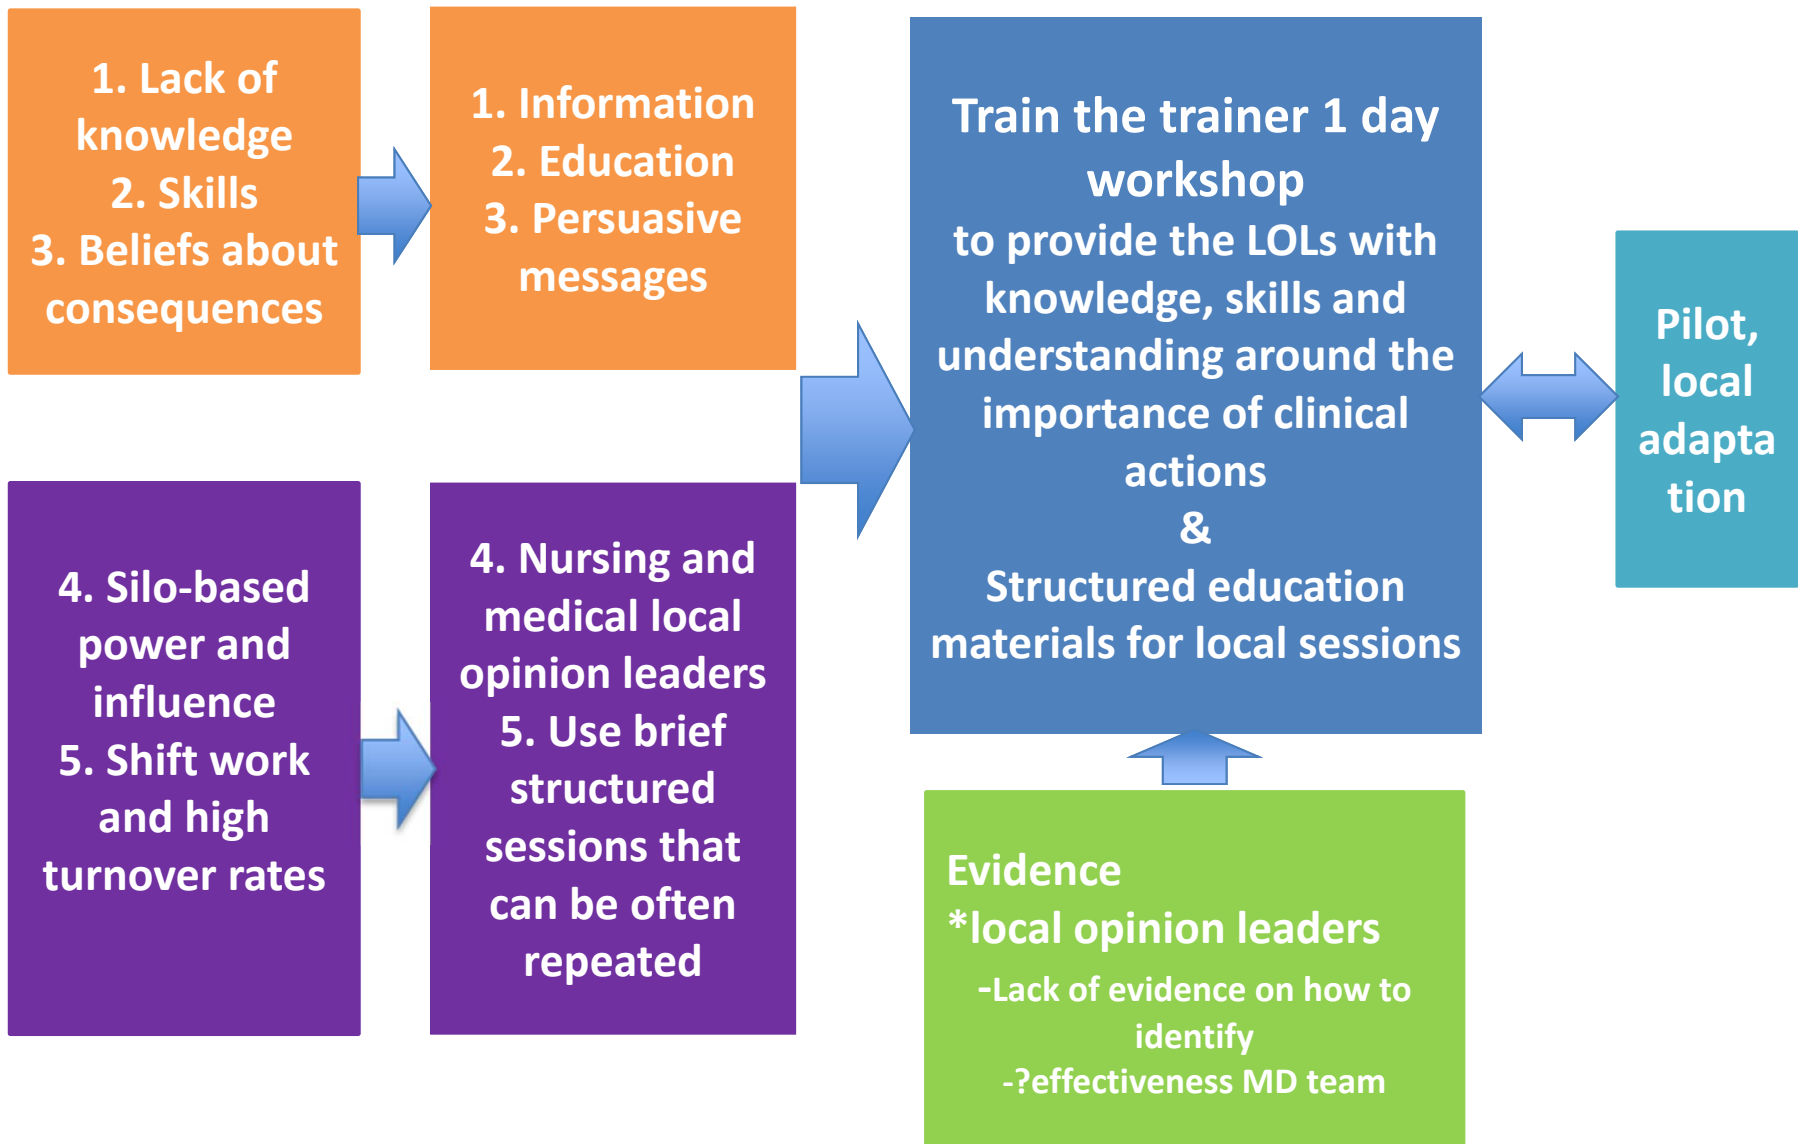 1. Lack of
knowledge
2. Skills
3. Beliefs about
consequences
1. Information
2. Education
3. Persuasive
messages
4. Silo-based
power and
influence
5. Shift work
and high
turnover rates
4. Nursing and
medical local
opinion leaders
5. Use brief
structured
sessions that
can be often
repeated
Train the trainer 1 day
workshop
to provide the LOLs with
knowledge, skills and
understanding around the
importance of clinical
actions
&
Structured education
materials for local sessions
Evidence
*local opinion leaders
-Lack of evidence on how to
identify
-?effectiveness MD team
Pilot,
local
adapta
tion